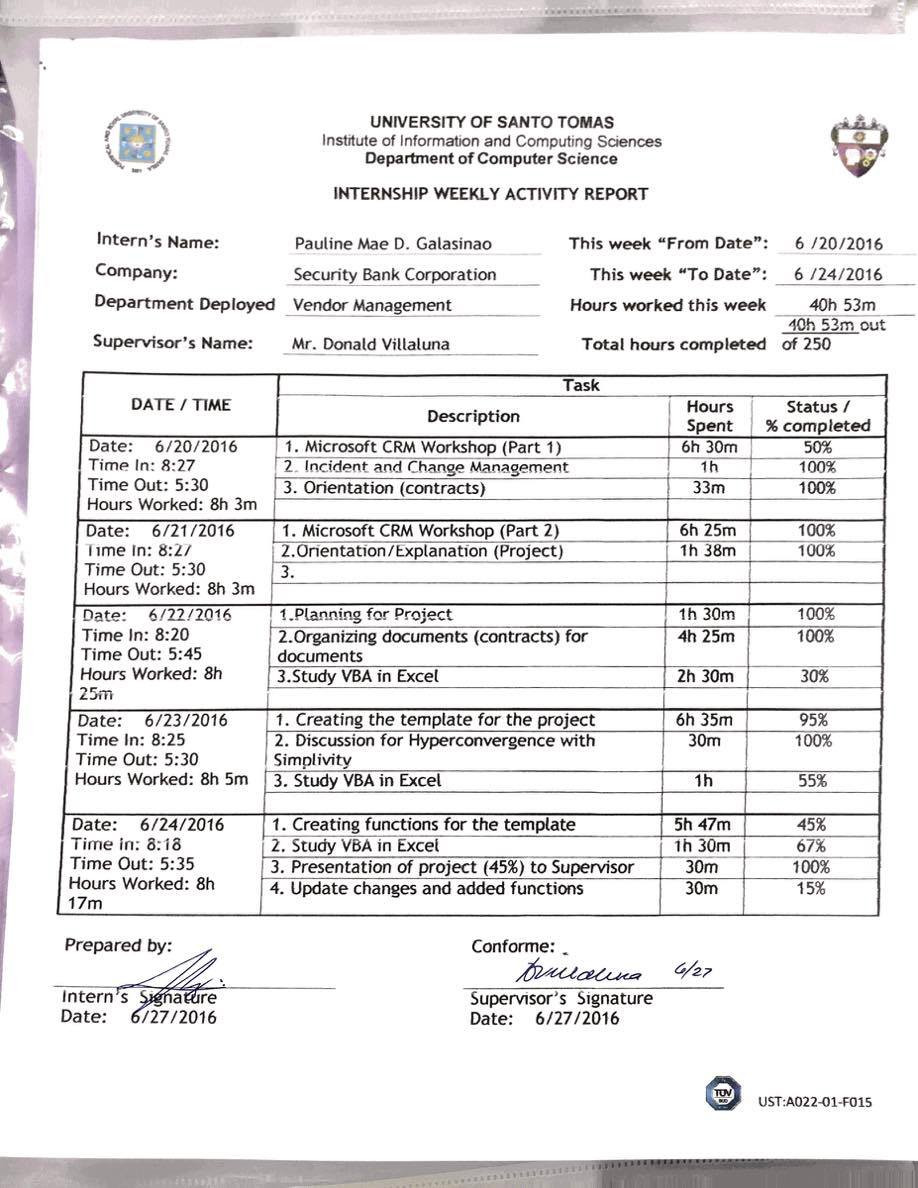 UNIVERSITY OF SANTO TOMAS
Institute of Information and Computing Sciences
Department of Computer Science
INTERNSHIP WEEKLY ACTIVITY REPORT
Intern's Name: Pauline Mae D. Galasinao This week “From Date”: 6 /20/2016
Company: Security Bank Corporation This week “To Date”: 6 /24/2016
Department Deployed Vendor Management Hours worked this week 40h 53m
Supervisor's Name: Mr. Donald Villaluna Total hours completed 40h 53m out of 250
DATE / TIME Task
Description Hours Spent Status / % completed
Date: 6/20/2016 1. Microsoft CRM Workshop (Part 1) 6h 30m 50%
Time In: 8:27 2. Incident and Change Management 1h 100%
Time Out: 5:30 3. Orientation (contracts) 33m 100%
Hours Worked: 8h 3m
Date: 6/21/2016 1. Microsoft CRM Workshop (Part 2) 6h 25m 100%
Time In: 8:27 2.Orientation/Explanation (Project) 1h 38m 100%
Time Out: 5:30 3.
Hours Worked: 8h 3m
Date: 6/22/2016 1.Planning for Project 1h 30m 100%
Time In: 8:20 2.Organizing documents (contracts) for 4h 25m 100%
Time Out: 5:45 documents
Hours Worked: 8h 3.Study VBA in Excel 2h 30m 30%
25m
Date: 6/23/2016 1. Creating the template for the project 6h 35m 95%
Time In: 8:25 2. Discussion for Hyperconvergence with 30m 100%
Time Out: 5:30 Simplivity
Hours Worked: 8h 5m 3. Study VBA in Excel 1h 55%
Date: 6/24/2016 1. Creating functions for the template 5h 47m 45%
Time In: 8:18 2. Study VBA in Excel 1h 30m 67%
Time Out: 5:35 3. Presentation of project (45%) to Supervisor 30m 100%
Hours Worked: 8h 4. Update changes and added functions 30m 15%
17m
Prepared by: Conforme:
6/27
Intern's Signature Supervisor's Signature
Date: 6/27/2016 Date: 6/27/2016
TÜV
SÜD
UST:A022-01-F015